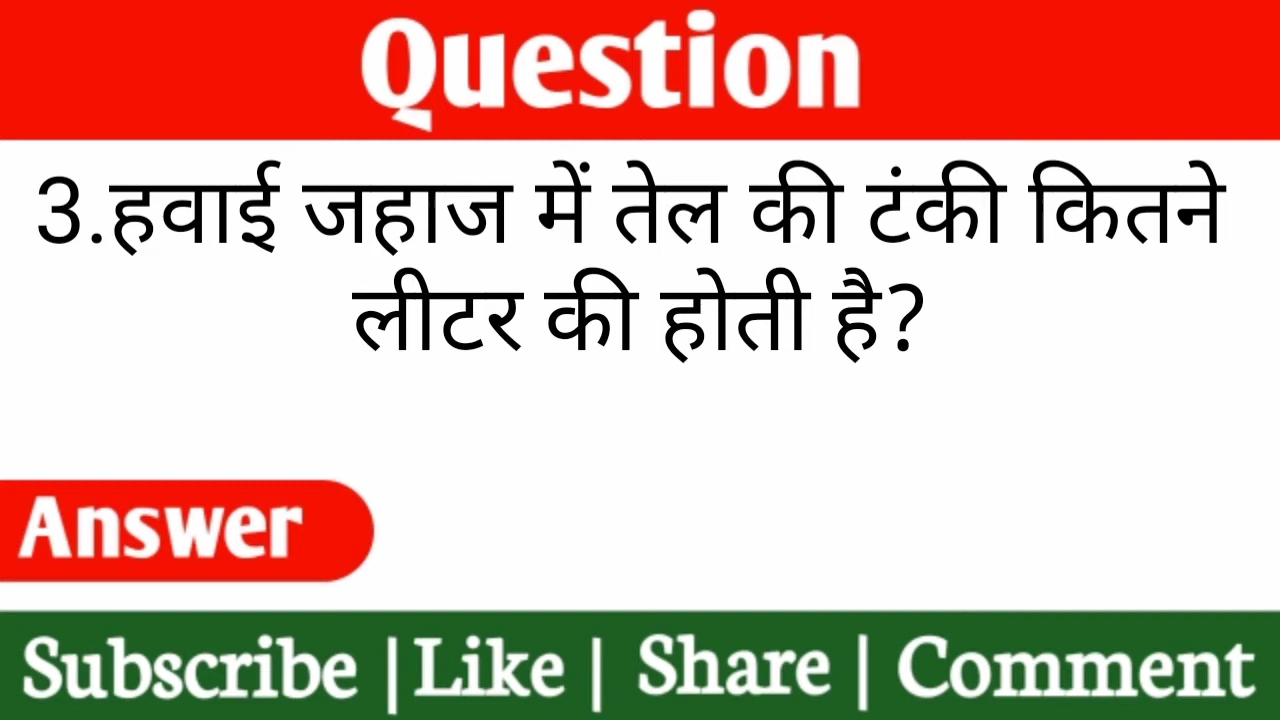 Question
3.हवाई जहाज में तेल की टंकी कितने
लीटर की होती है?
Answer
Subscribe | Like | Share | Comment